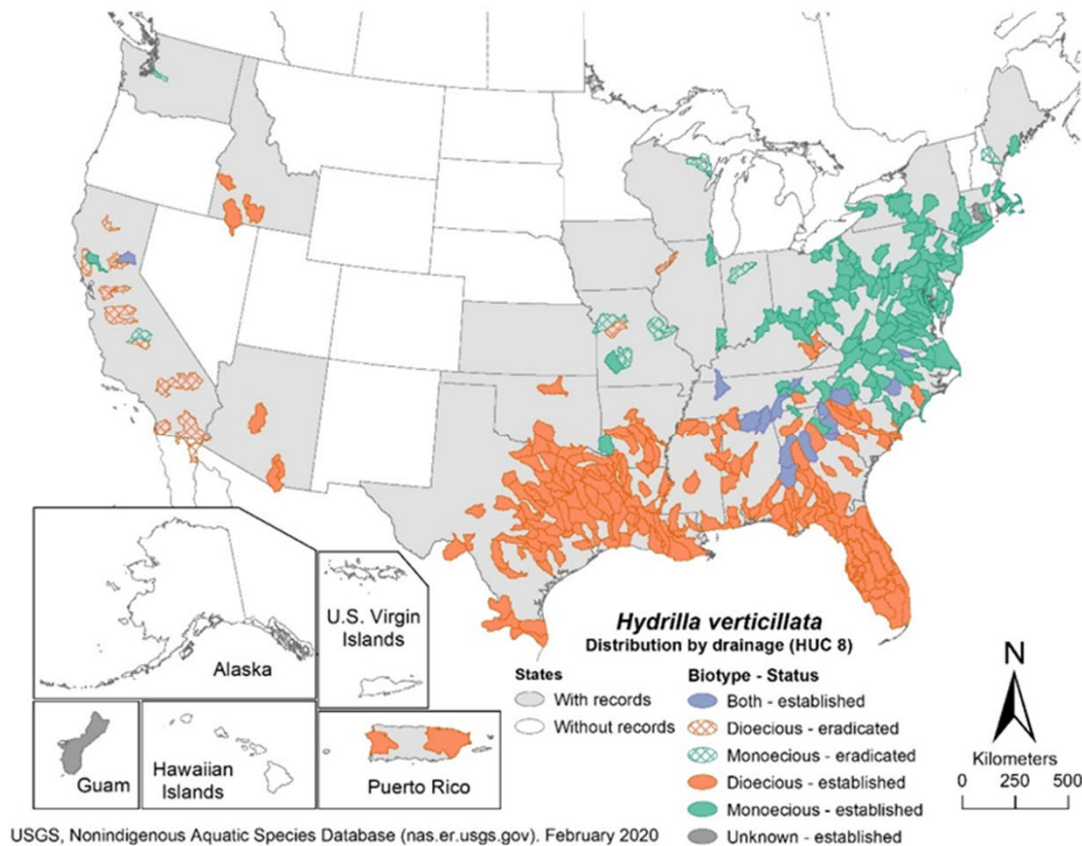 Alaska
U.S. Virgin
Islands
Guam
Hawaiian
Islands
Puerto Rico
Hydrilla verticillata
Distribution by drainage (HUC 8)
States
With records
Without records
Biotype - Status
Both - established
Dioecious - eradicated
Monoecious - eradicated
Dioecious - established
Monoecious - established
Unknown - established
N
Kilometers
0 250 500
USGS, Nonindigenous Aquatic Species Database (nas.er.usgs.gov). February 2020